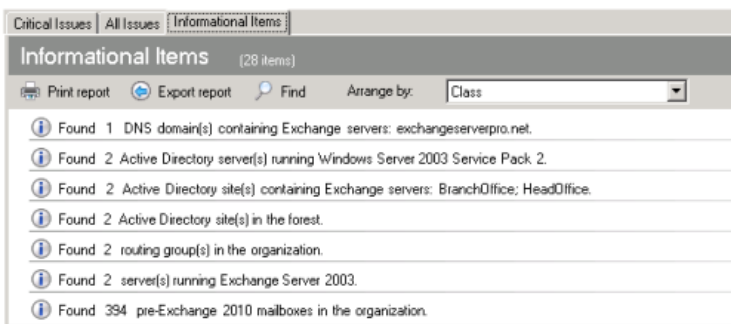 Critical Issues All Issues Informational Items
Informational Items (28 items)
Print report Export report Find Arrange by: Class
Found 1 DNS domain(s) containing Exchange servers: exchangeserverpro.net.
Found 2 Active Directory server(s) running Windows Server 2003 Service Pack 2.
Found 2 Active Directory site(s) containing Exchange servers: BranchOffice; HeadOffice.
Found 2 Active Directory site(s) in the forest.
Found 2 routing group(s) in the organization.
Found 2 server(s) running Exchange Server 2003.
Found 394 pre-Exchange 2010 mailboxes in the organization.